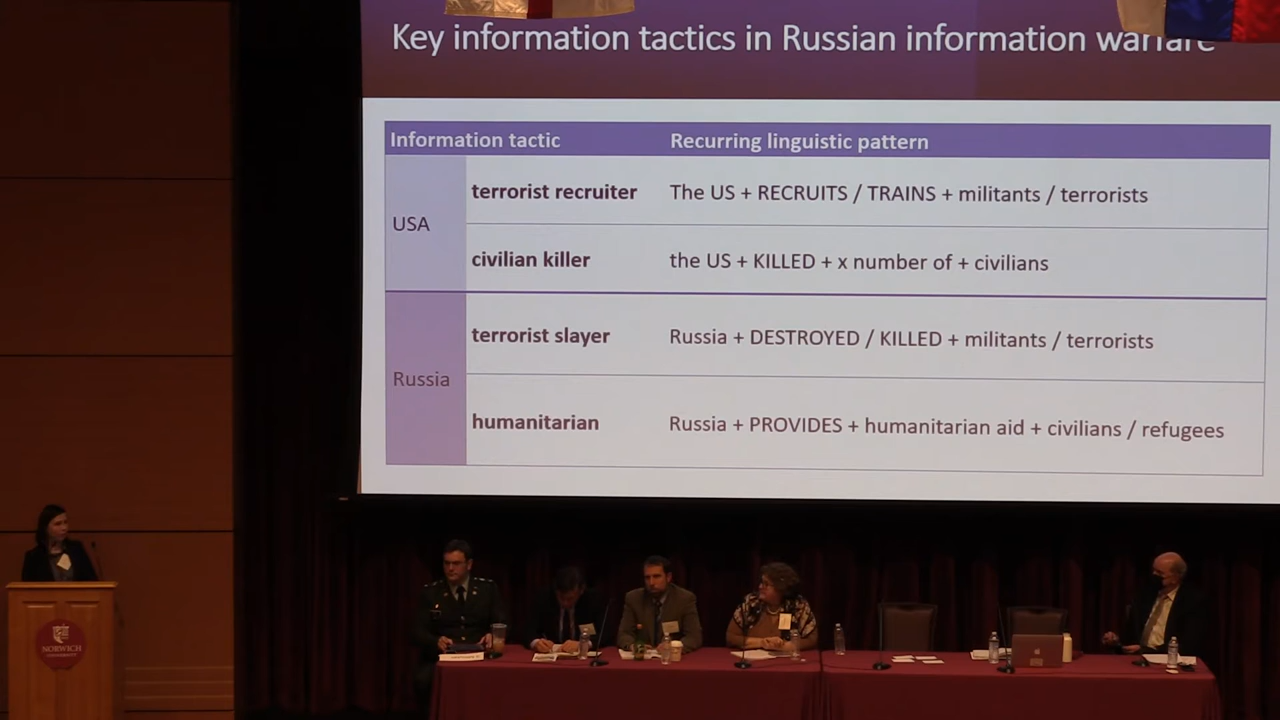 Key information tactics in Russian information warfare
Information tactic Recurring linguistic pattern
USA
terrorist recruiter The US + RECRUITS / TRAINS + militants / terrorists
civilian killer the US + KILLED + x number of + civilians
Russia
terrorist slayer Russia + DESTROYED / KILLED + militants / terrorists
humanitarian Russia + PROVIDES + humanitarian aid + civilians / refugees
NORWICH
UNIVERSITY